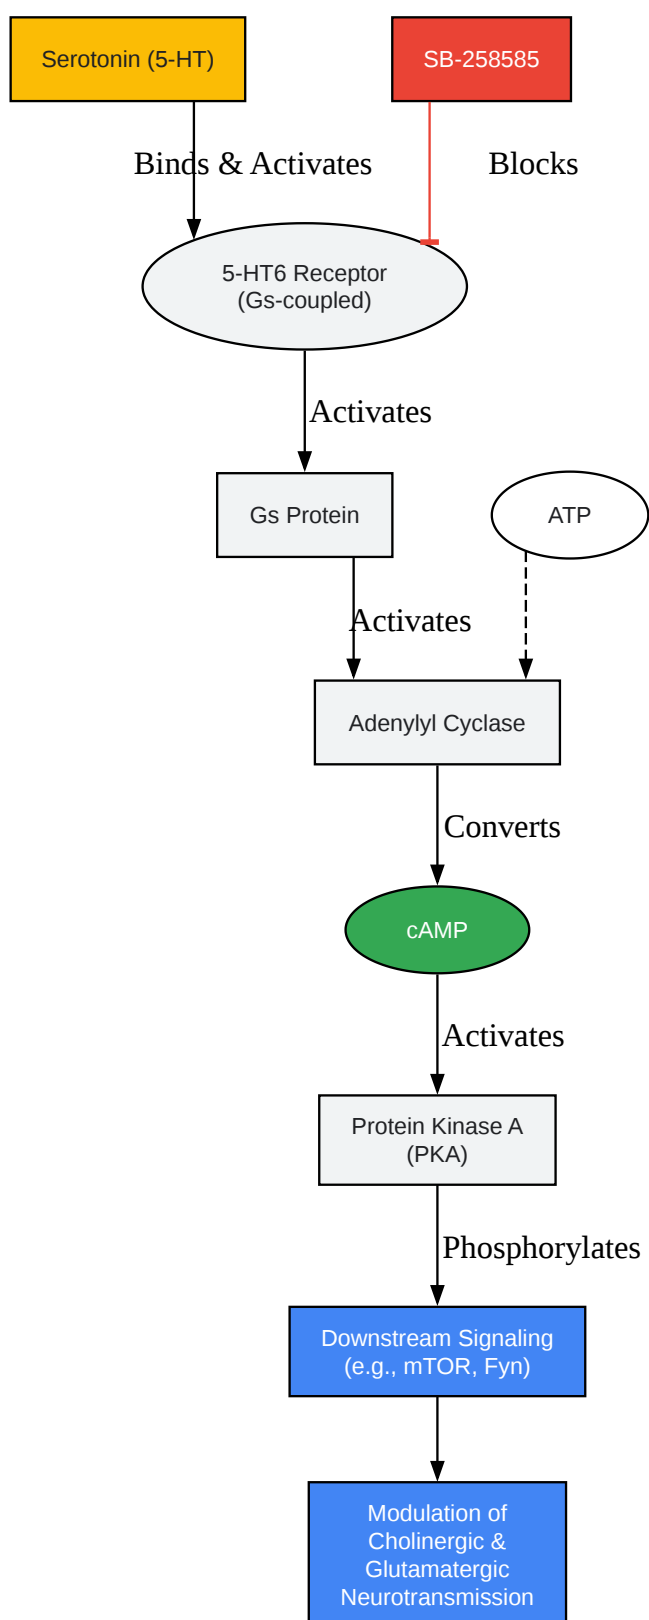 Serotonin (5-HT)
SB-258585
Binds & Activates
Blocks
5-HT6 Receptor
(Gs-coupled)
Activates
Gs Protein
ATP
Activates
Adenylyl Cyclase
Converts
cAMP
Activates
Protein Kinase A
(PKA)
Phosphorylates
Downstream Signaling
(e.g., mTOR, Fyn)
Modulation of
Cholinergic &
Glutamatergic
Neurotransmission